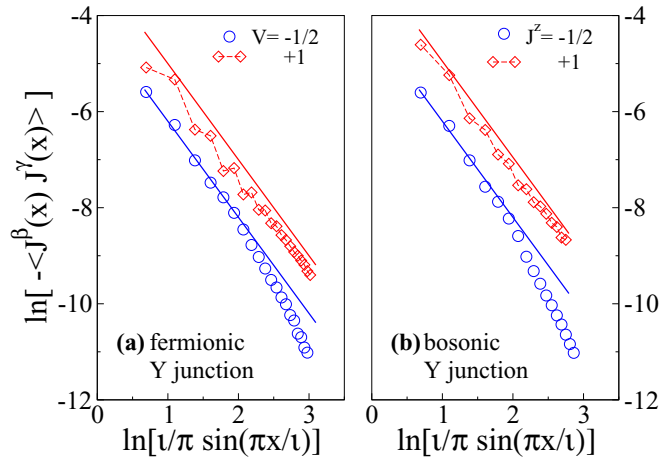 -4
-6
-8
-10
-12
ln[ -<J^β(x) J^γ(x)> ]
V= -1/2
+1
(a) fermionic
Y junction
0
1
2
3
ln[ι/π sin(πx/ι)]
J^z= -1/2
+1
(b) bosonic
Y junction
0
1
2
ln[ι/π sin(πx/ι)]
-4
-6
-8
-10
-12